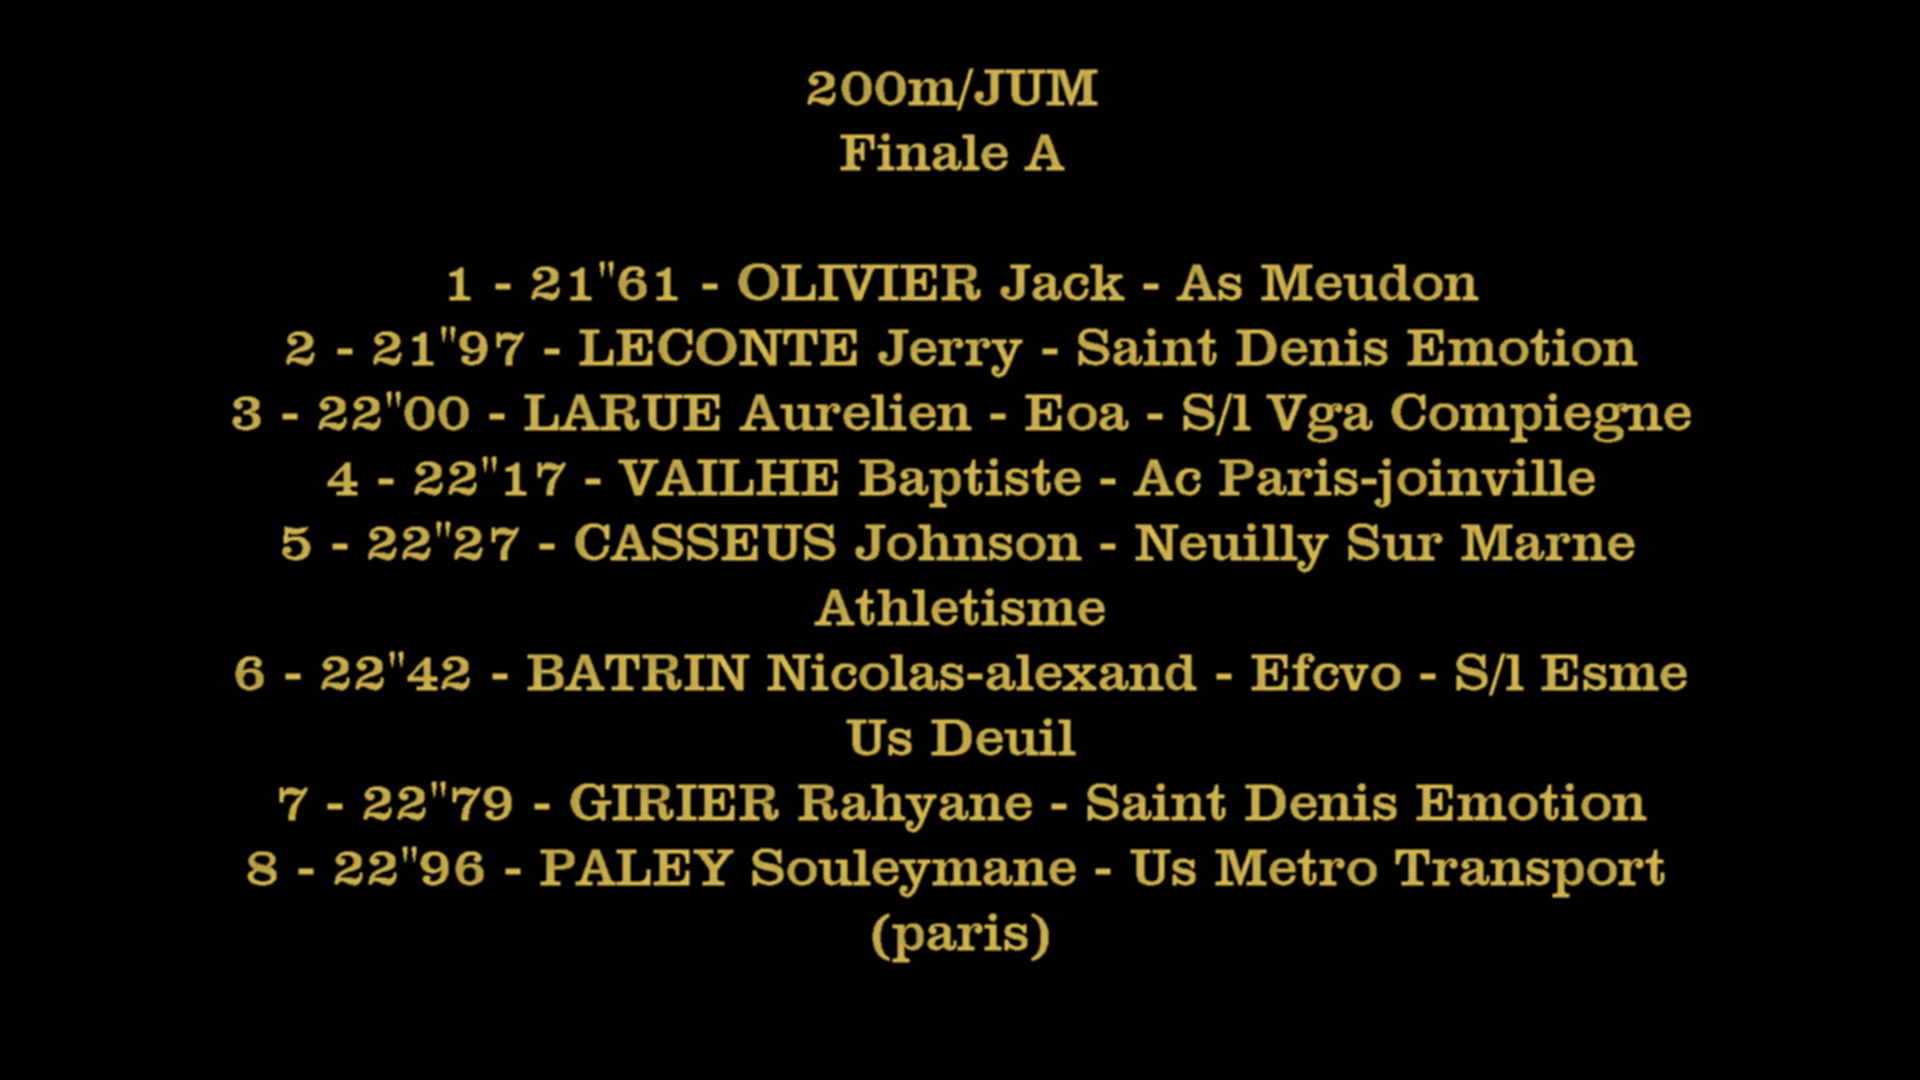 200m/JUM
Finale A
1 - 21"61 - OLIVIER Jack - As Meudon
2 - 21"97 - LECONTE Jerry - Saint Denis Emotion
3 - 22"00 - LARUE Aurelien - Eoa - S/l Vga Compiegne
4 - 22"17 - VAILHE Baptiste - Ac Paris-joinville
5 - 22"27 - CASSEUS Johnson - Neuilly Sur Marne
Athletisme
6 - 22"42 - BATRIN Nicolas-alexand - Efcvo - S/l Esme
Us Deuil
7 - 22"79 - GIRIER Rahyane - Saint Denis Emotion
8 - 22"96 - PALEY Souleymane - Us Metro Transport
(paris)